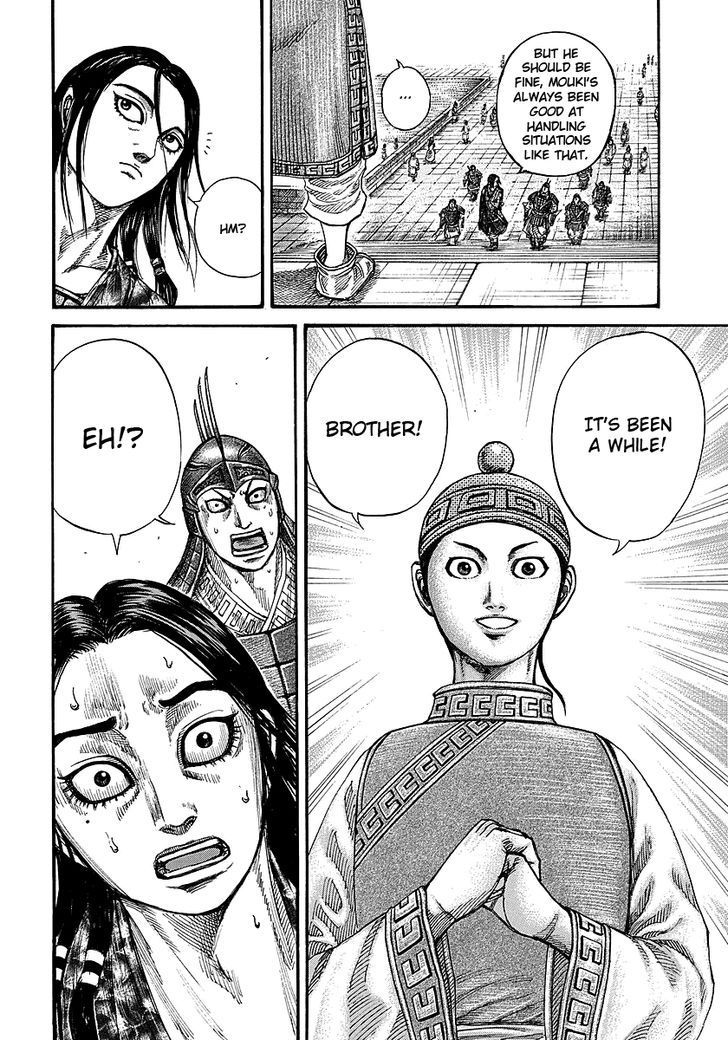 BUT HE
SHOULD BE
FINE, MOUKI'S
ALWAYS BEEN
GOOD AT
HANDLING
SITUATIONS
LIKE THAT.
...
HM?
IT'S BEEN
A WHILE!
BROTHER!
EH!?